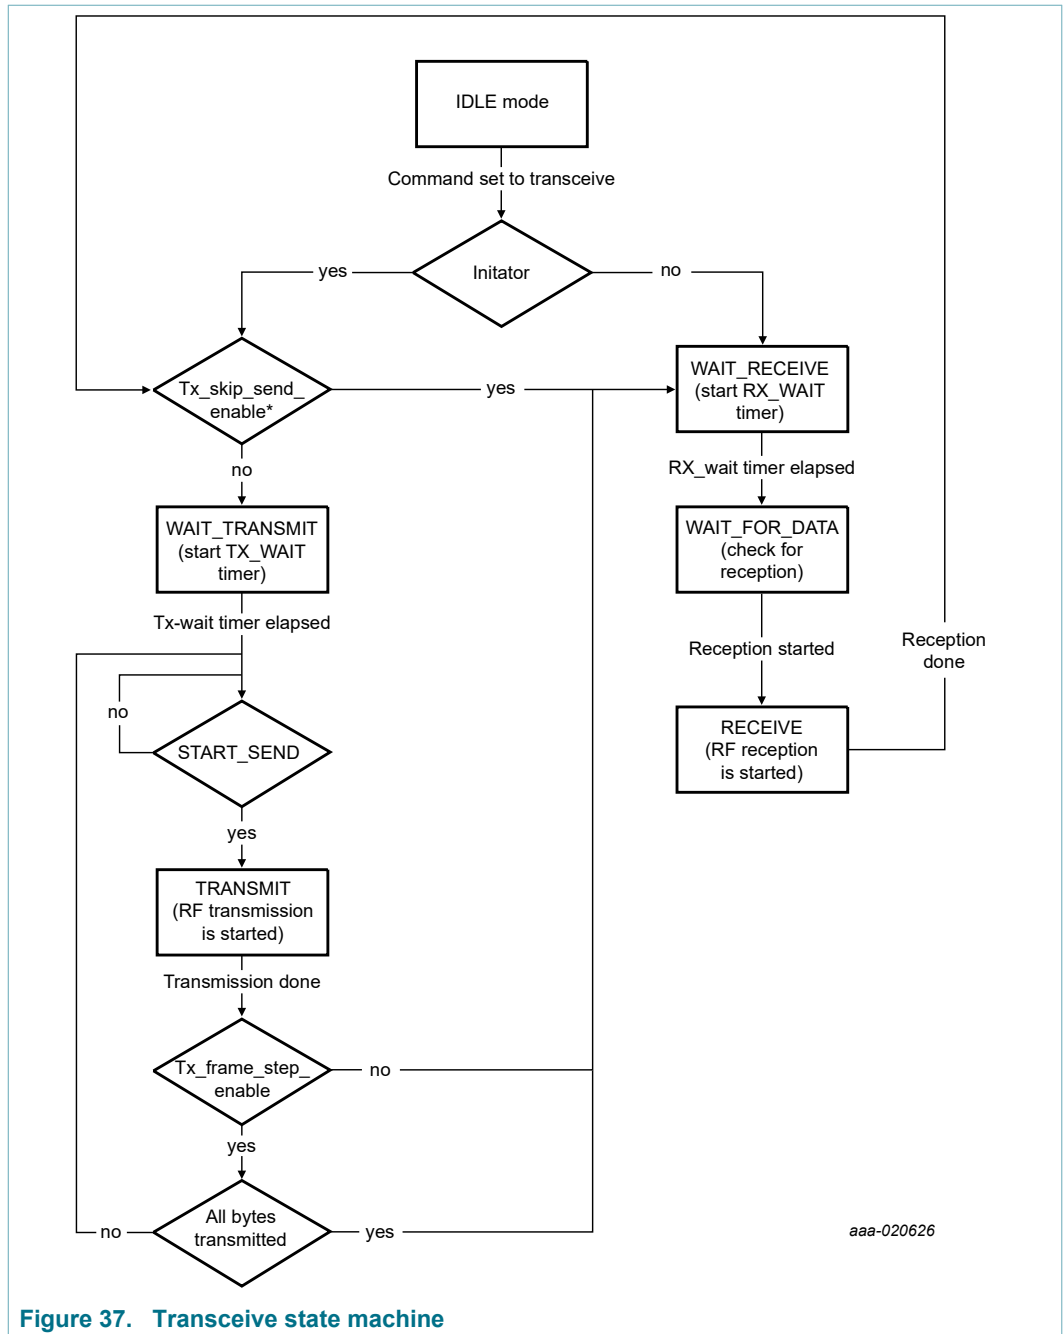 IDLE mode
Command set to transceive
Initator
yes
no
Tx_skip_send_
enable*
yes
no
WAIT_RECEIVE
(start RX_WAIT
timer)
RX_wait timer elapsed
WAIT_TRANSMIT
(start TX_WAIT
timer)
WAIT_FOR_DATA
(check for
reception)
Tx-wait timer elapsed
Reception started
Reception
done
no
START_SEND
RECEIVE
(RF reception
is started)
yes
TRANSMIT
(RF transmission
is started)
Transmission done
Tx_frame_step_
enable
no
yes
All bytes
transmitted
no
yes
aaa-020626
Figure 37. Transceive state machine